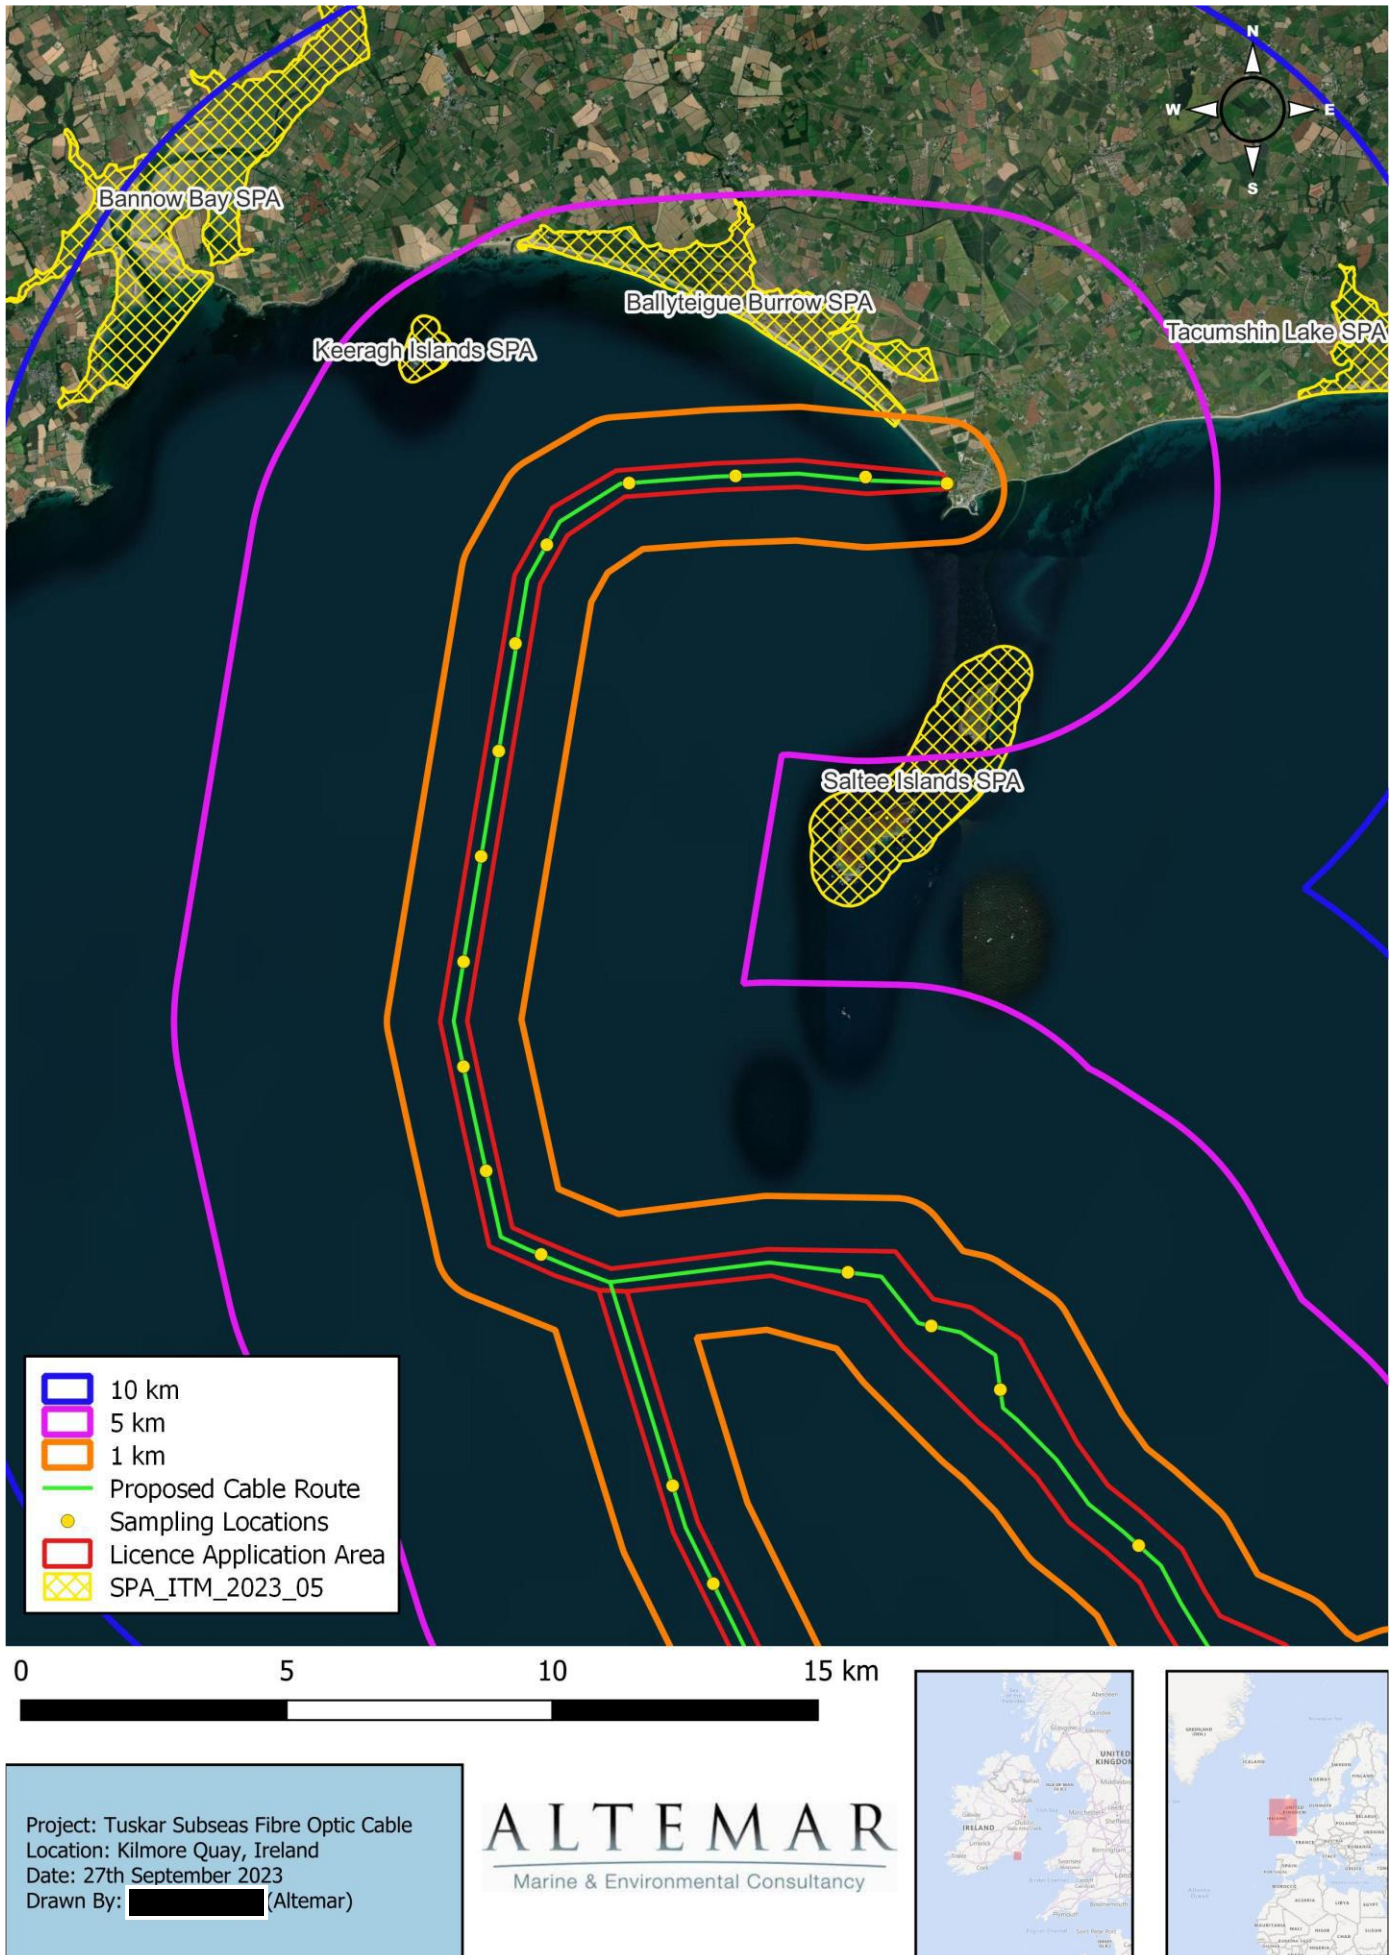 N
W
E
S
Bannow Bay SPA
Ballyteigue Burrow SPA
Tacumshin Lake SPA
Keeragh Islands SPA
Saltee Islands SPA
10 km
5 km
1 km
Proposed Cable Route
Sampling Locations
Licence Application Area
SPA_ITM_2023_05
0 5 10 15 km
Project: Tuskar Subseas Fibre Optic Cable
Location: Kilmore Quay, Ireland
Date: 27th September 2023
Drawn By: (Altemar)
ALTEMAR
Marine & Environmental Consultancy
UNITED
KINGDOM
IRELAND